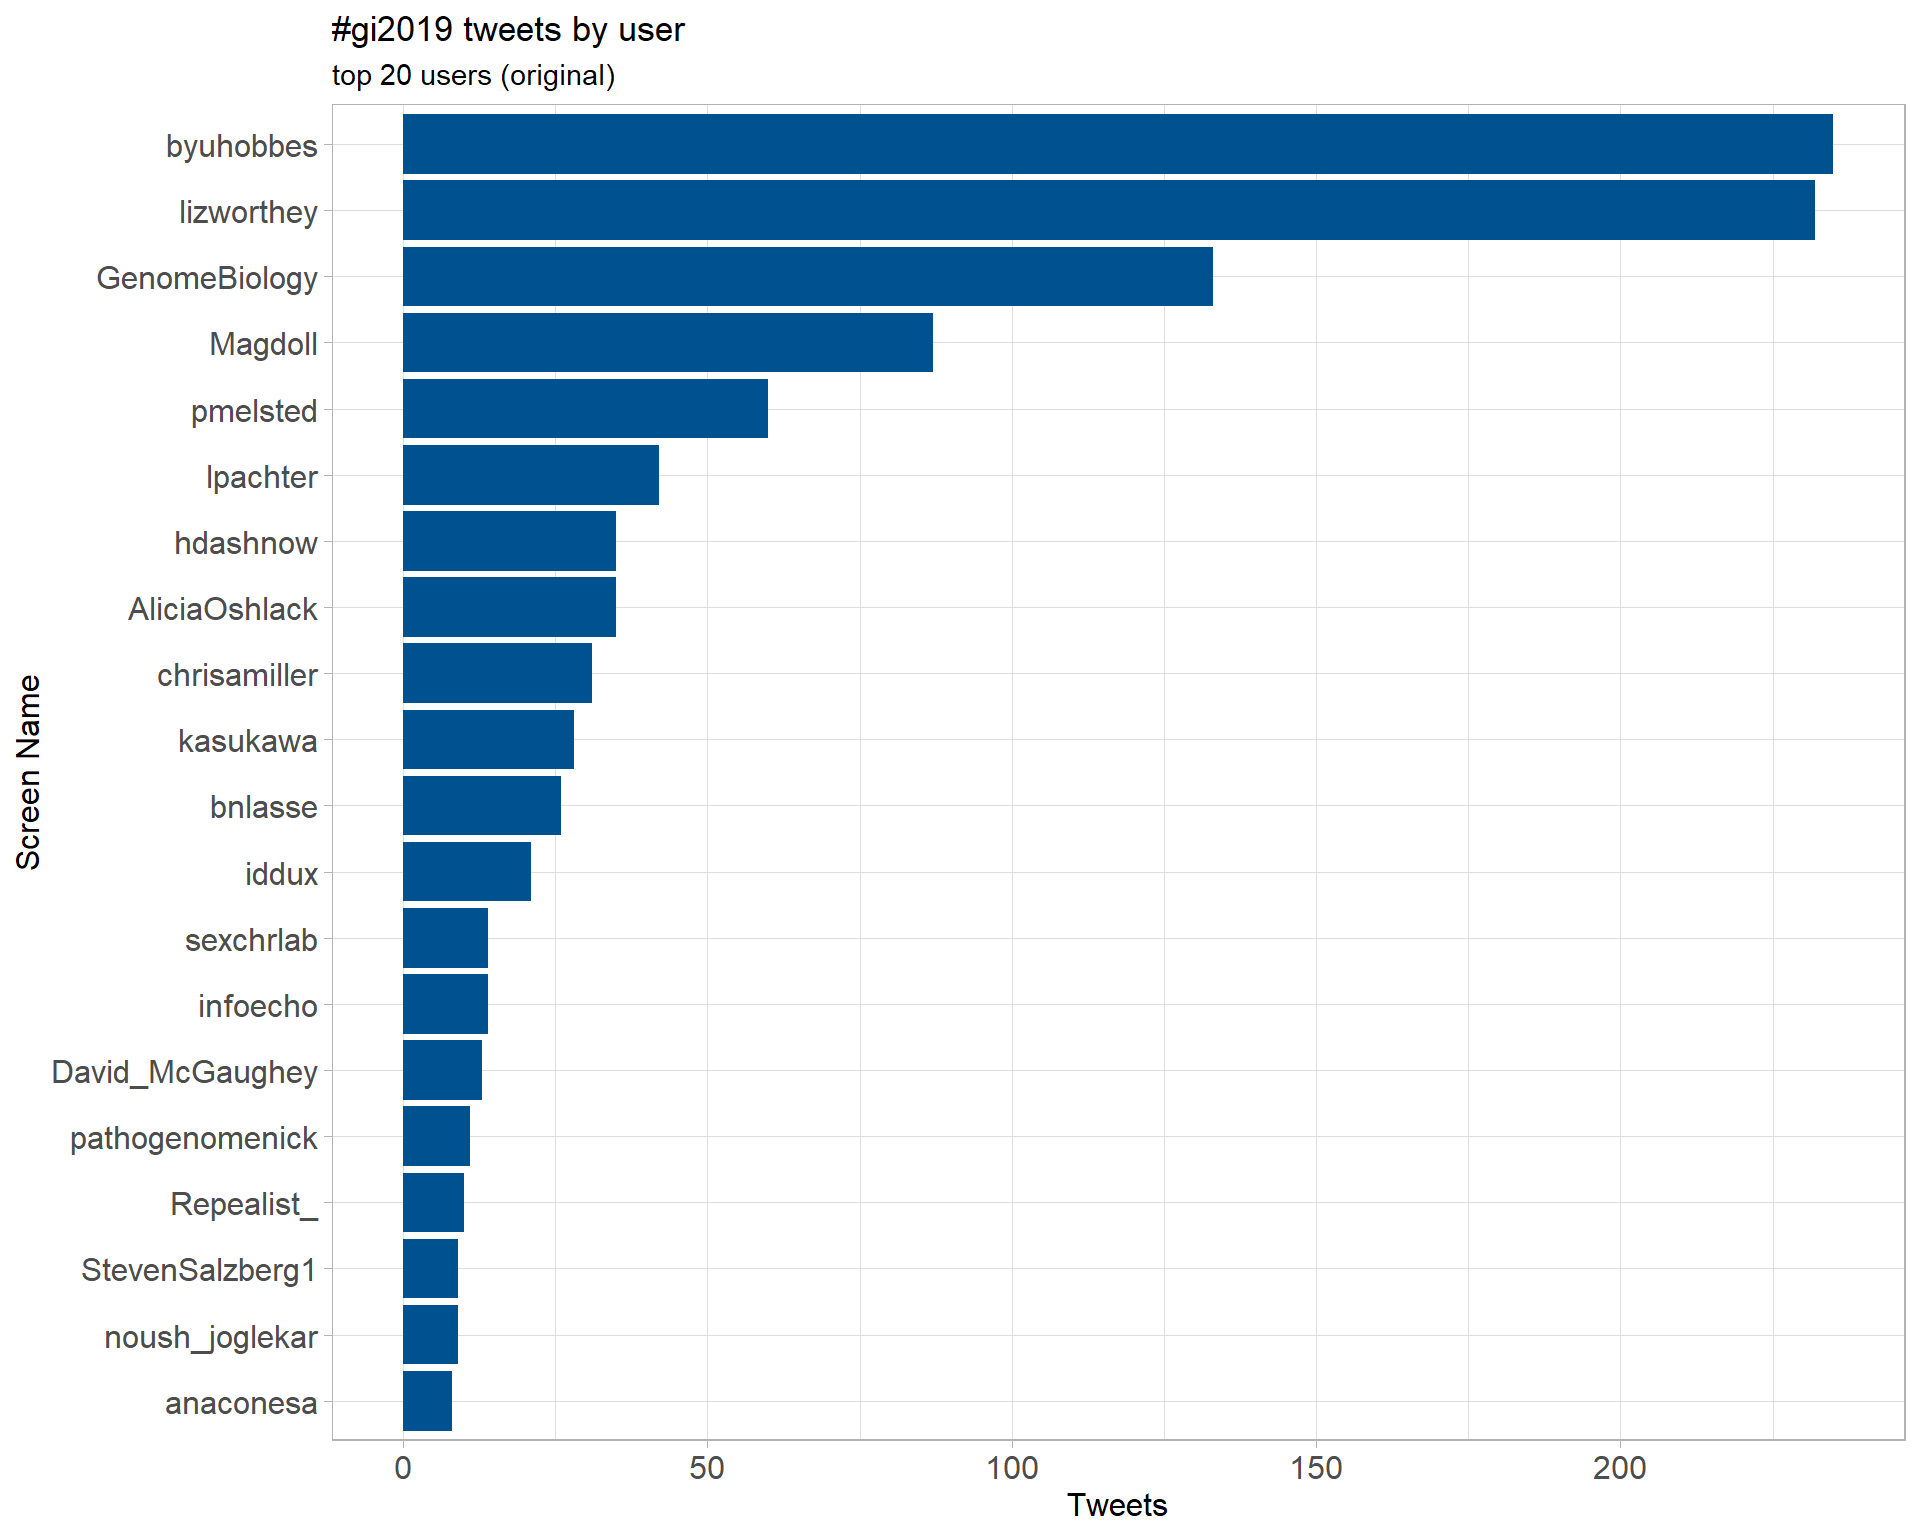 #gi2019 tweets by user
top 20 users (original)
byuhobbes
lizworthey
GenomeBiology
Magdoll
pmelsted
lpachter
hdashnow
AliciaOshlack
chrisamiller
kasukawa
bnlasse
iddux
sexchrlab
infoecho
David_McGaughey
pathogenomenick
Repealist_
StevenSalzberg1
noush_joglekar
anaconesa
Screen Name
0 50 100 150 200
Tweets